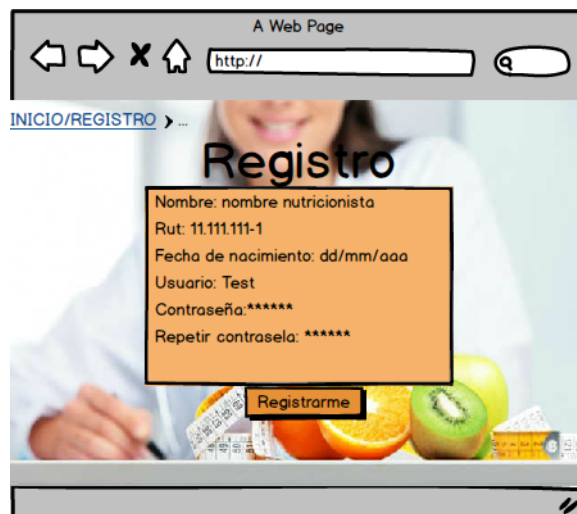 A Web Page
http://
INICIO/REGISTRO > ...
Registro
Nombre: nombre nutricionista
Rut: 11.111.111-1
Fecha de nacimiento: dd/mm/aaa
Usuario: Test
Contraseña:******
Repetir contrasela: ******
Registrarme